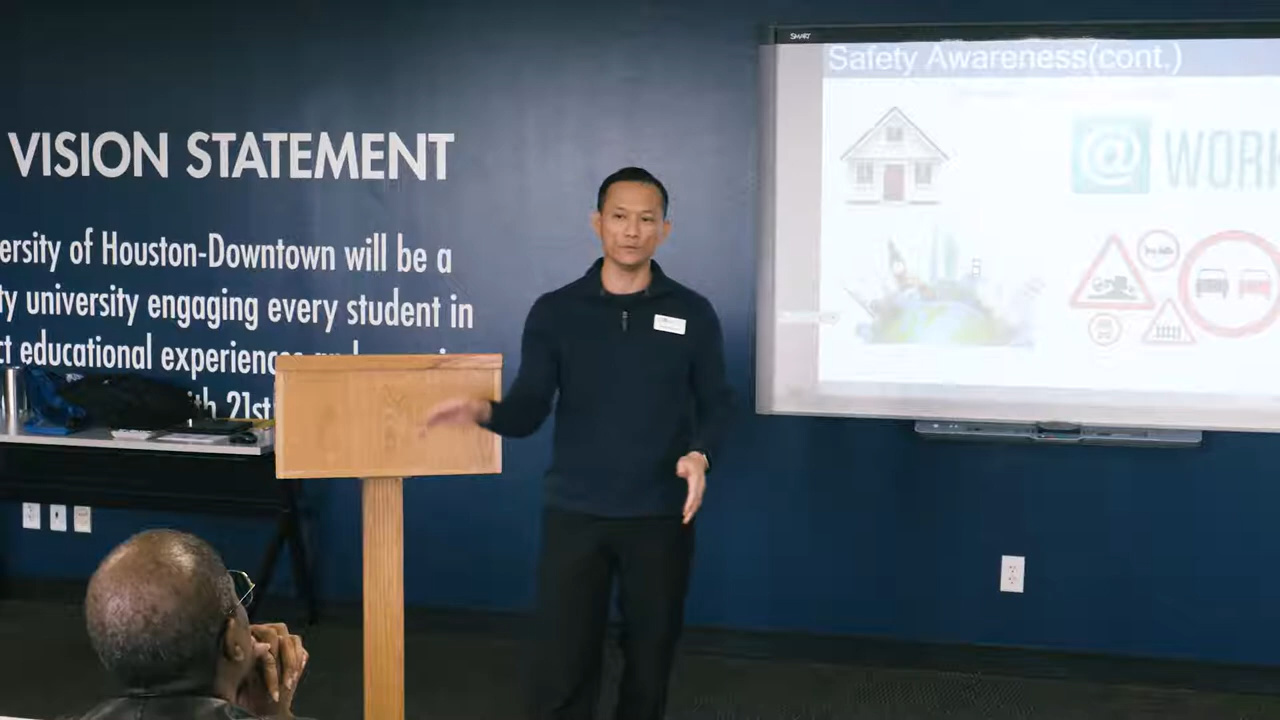 VISION STATEMENT
ersity of Houston-Downtown will be a
ty university engaging every student in
ct educational experiences
ith 21st
SMART
Safety Awareness(cont.)
@ WORK